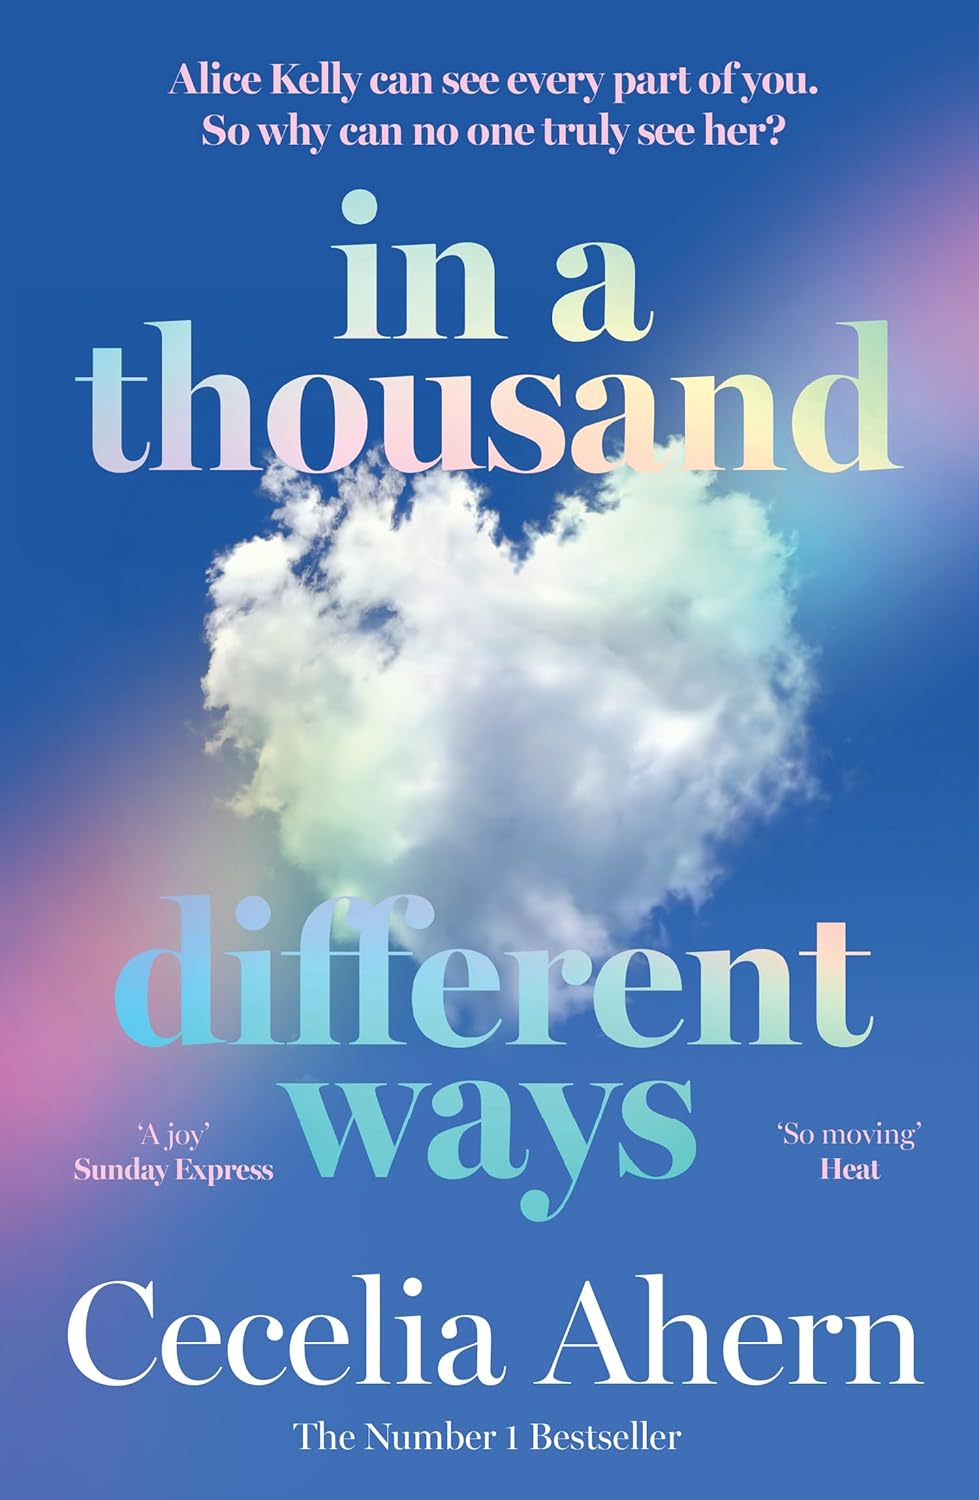 Alice Kelly can see every part of you.
So why can no one truly see her?
in a
thousand
different
ways
‘A joy’
Sunday Express
‘So moving’
Heat
Cecelia Ahern
The Number 1 Bestseller